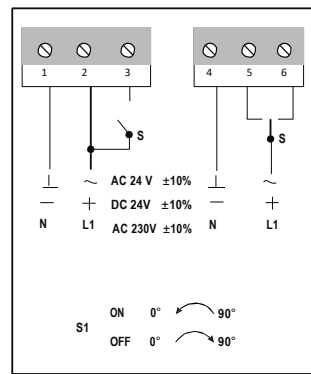 1 2 3 4 5 6
S S
~ AC 24 V ±10% ~
− + DC 24V ±10% − +
N L1 AC 230V ±10% N L1
ON 0° 90°
S1
OFF 0° 90°